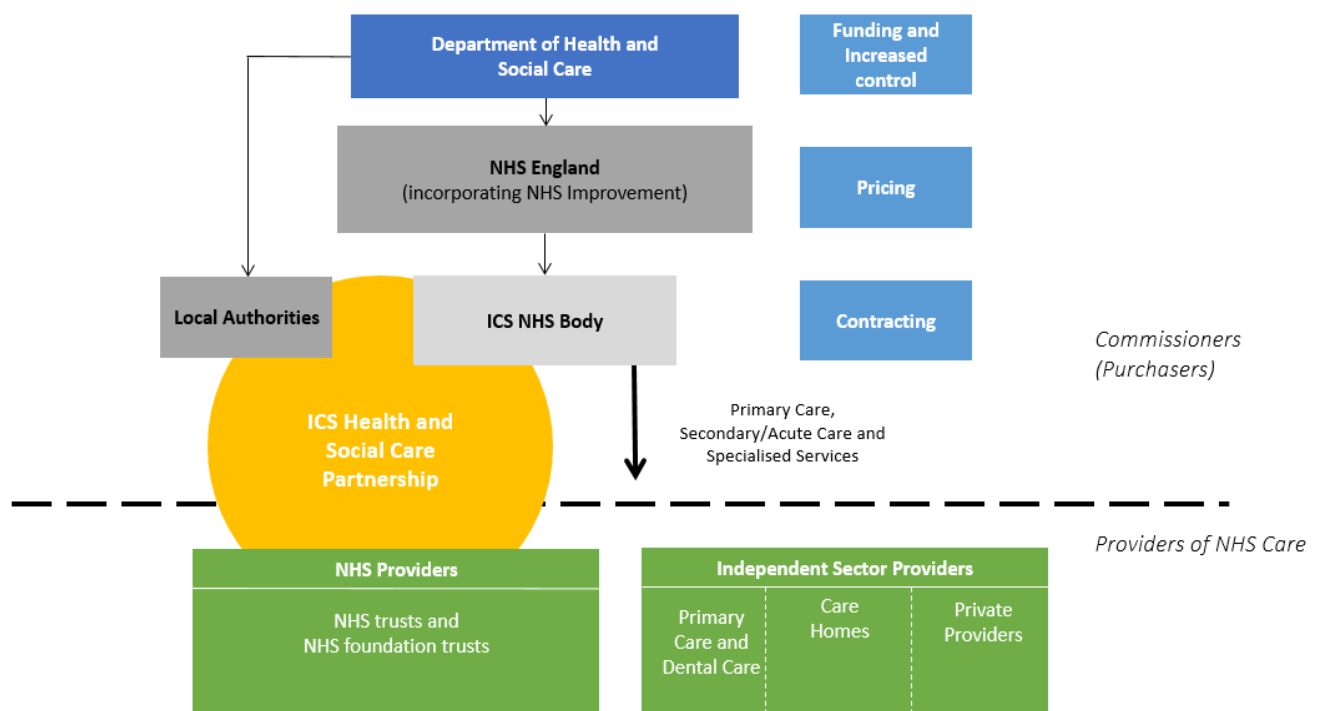 Department of Health and
Social Care
Funding and
Increased
control
NHS England
(incorporating NHS Improvement)
Pricing
Local Authorities
ICS NHS Body
Contracting
Commissioners
(Purchasers)
ICS Health and
Social Care
Partnership
Primary Care,
Secondary/Acute Care and
Specialised Services
Providers of NHS Care
NHS Providers
NHS trusts and
NHS foundation trusts
Independent Sector Providers
Primary
Care and
Dental Care
Care
Homes
Private
Providers